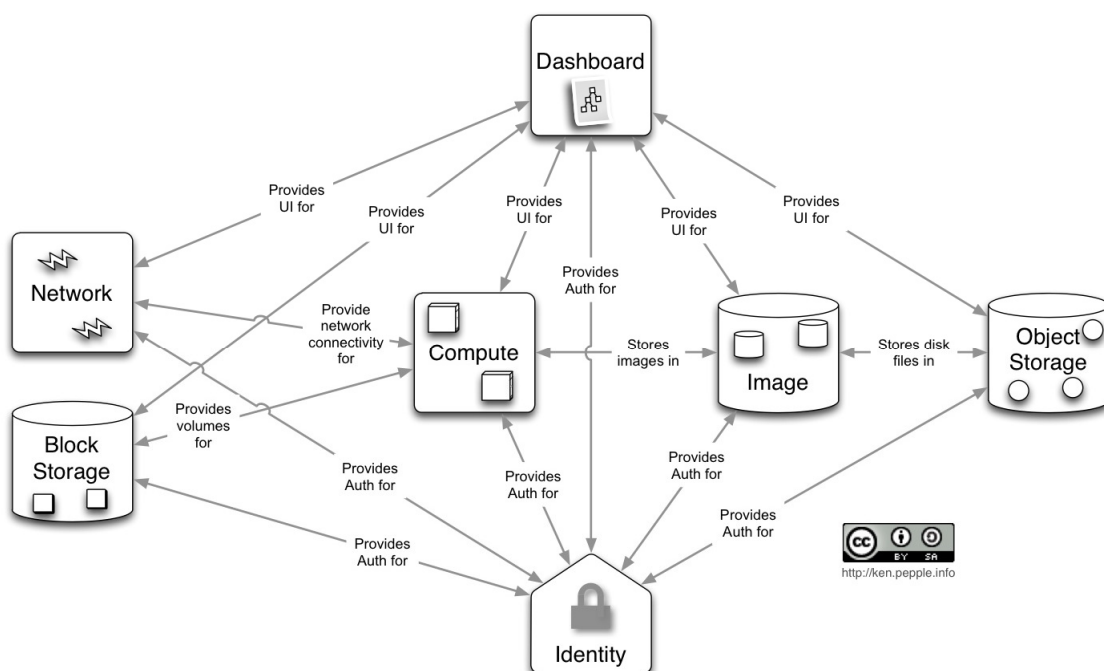 Dashboard
Provides
UI for
Provides
UI for
Provides
UI for
Provides
UI for
Provides
UI for
Network
Provides
Auth for
Provide
network
connectivity
for
Compute
Stores
images in
Image
Stores disk
files in
Object
Storage
Block
Storage
Provides
volumes
for
Provides
Auth for
Provides
Auth for
Provides
Auth for
Provides
Auth for
Provides
Auth for
cc
BY SA
http://ken.pepple.info
Identity